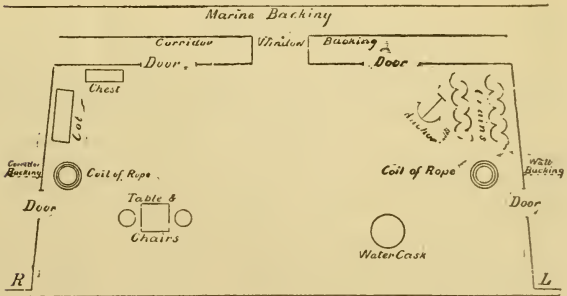 Marine Backing
Corridor Window Backing
Door. Door
Chest
Cot
Anchor
Chains
Corridor Backing
Coil of Rope
Coil of Rope
Wall Backing
Door
Door
Table &
Chairs
Water Cask
R
L